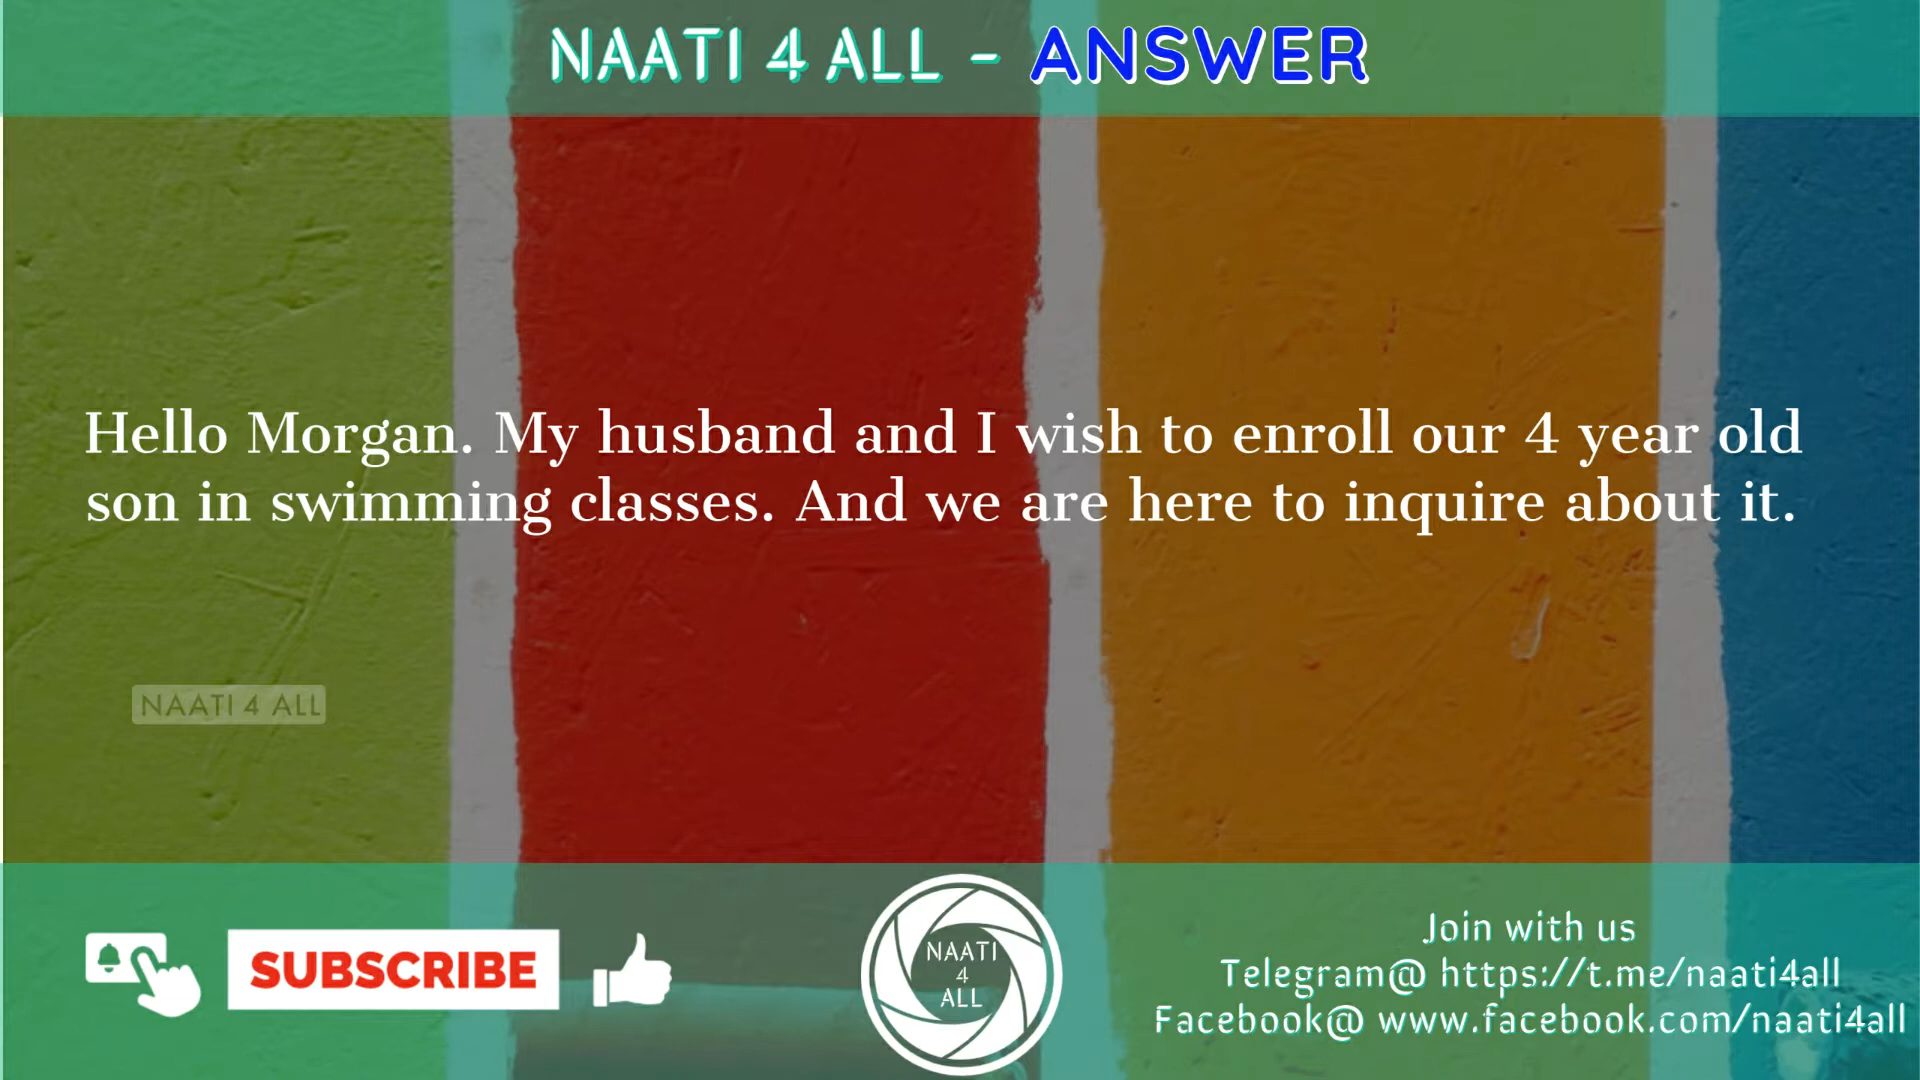 NAATI 4 ALL - ANSWER
Hello Morgan. My husband and I wish to enroll our 4 year old
son in swimming classes. And we are here to inquire about it.
NAATI 4 ALL
SUBSCRIBE
NAATI
4
ALL
Join with us
Telegram@ https://t.me/naati4all
Facebook@ www.facebook.com/naati4all